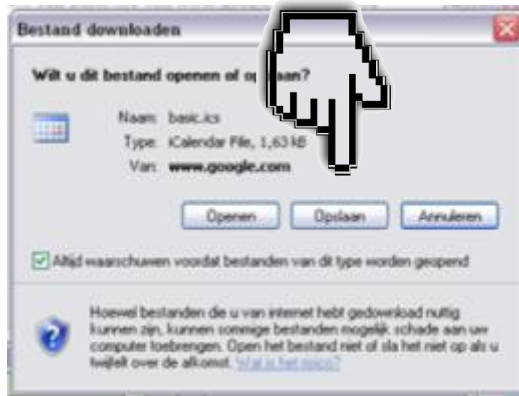 Bestand downloaden
Wilt u dit bestand openen of opslaan?
Naam: basic.ics
Type: iCalendar File, 1,63 kB
Van: www.google.com
Openen Opslaan Annuleren
Altijd waarschuwen voordat bestanden van dit type worden geopend
Hoewel bestanden die u van internet hebt gedownload nuttig
kunnen zijn, kunnen sommige bestanden mogelijk schade aan uw
computer toebrengen. Open het bestand niet of sla het niet op als u
twijfelt over de afkomst. Wat is het risico?